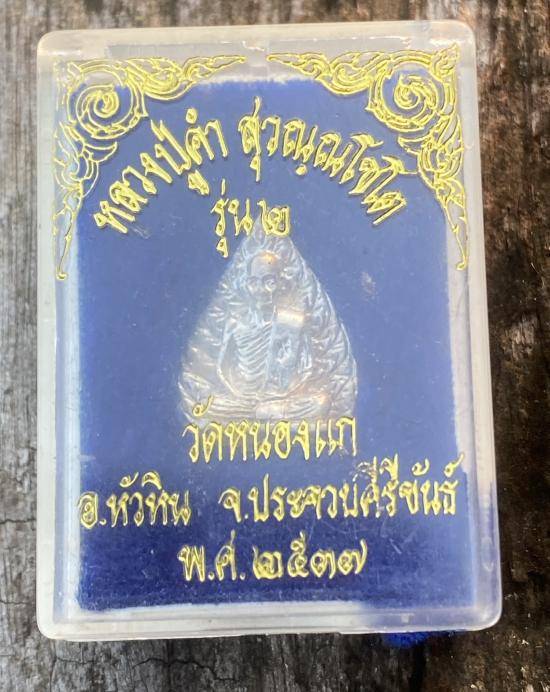 หลวงปู่คำ สุวณฺณโชโต
รุ่น ๒
วัดหนองแก
อ.หัวหิน จ.ประจวบคีรีขันธ์
พ.ศ. ๒๕๓๗